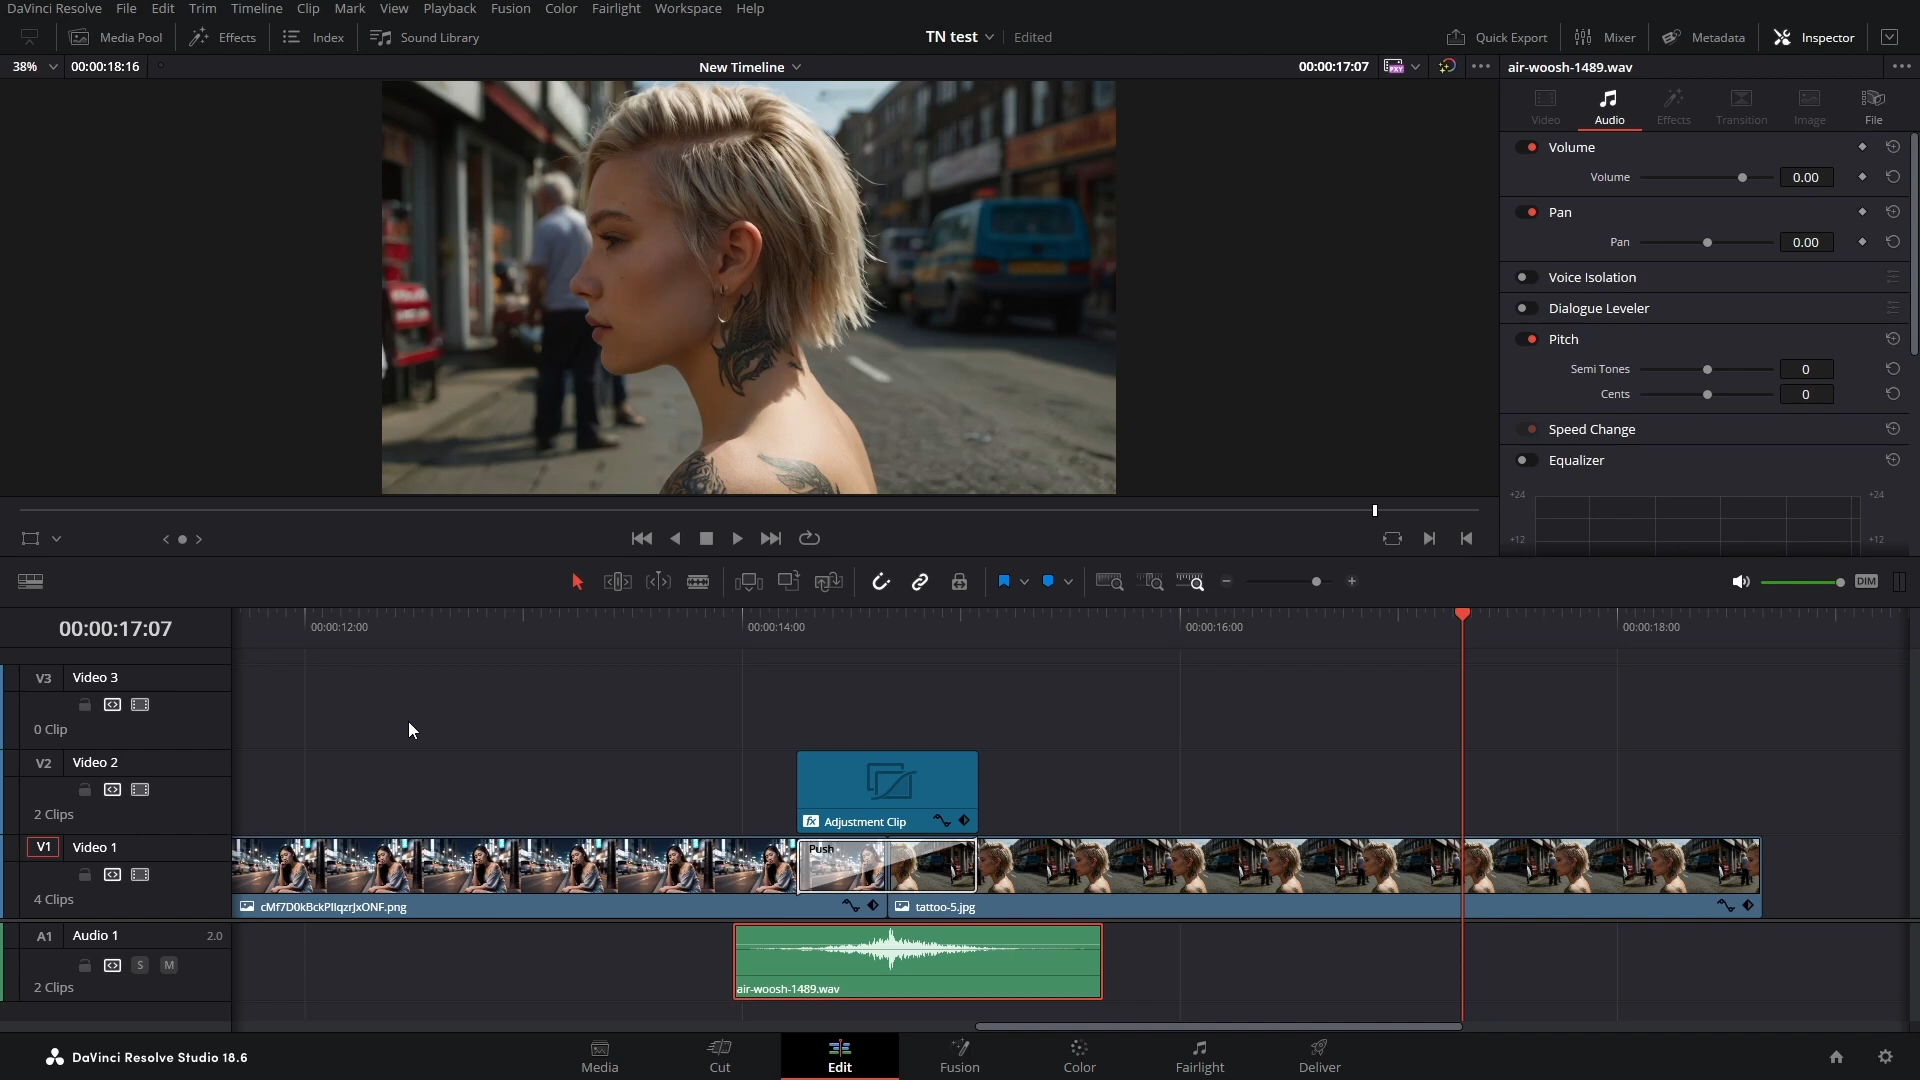 DaVinci Resolve File Edit Trim Timeline Clip Mark View Playback Fusion Color Fairlight Workspace Help
Media Pool Effects Index Sound Library TN test Edited Quick Export Mixer Metadata Inspector
38% 00:00:18:16 New Timeline 00:00:17:07 PXY air-woosh-1489.wav
Video Audio Effects Transition Image File
Volume
Volume 0.00
Pan
Pan 0.00
Voice Isolation
Dialogue Leveler
Pitch
Semi Tones 0
Cents 0
Speed Change
Equalizer
+24 +24
+12 +12
DIM
00:00:17:07 00:00:12:00 00:00:14:00 00:00:16:00 00:00:18:00
V3 Video 3
0 Clip
V2 Video 2
2 Clips
fx Adjustment Clip
V1 Video 1
Push
4 Clips
cMf7D0kBckPIlqzrJxONF.png tattoo-5.jpg
A1 Audio 1 2.0
S M
2 Clips
air-woosh-1489.wav
DaVinci Resolve Studio 18.6 Media Cut Edit Fusion Color Fairlight Deliver